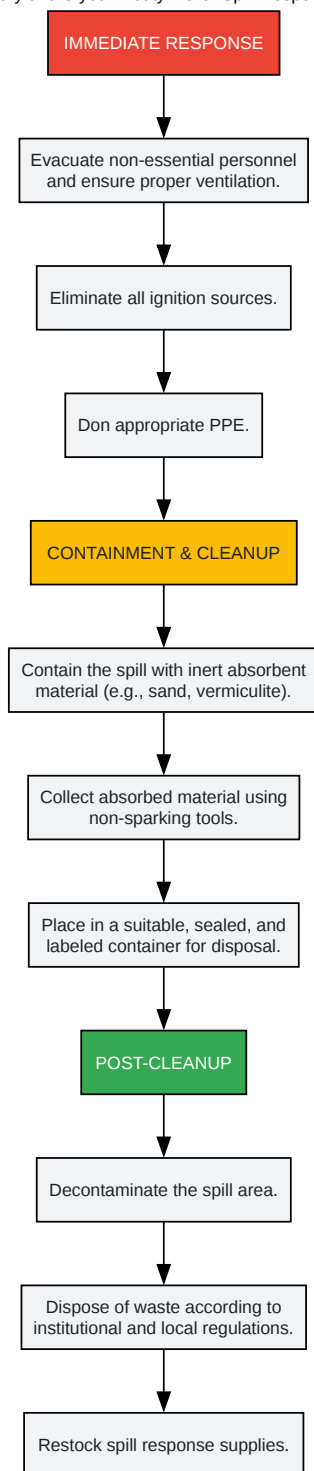 IMMEDIATE RESPONSE
Evacuate non-essential personnel
and ensure proper ventilation.
Eliminate all ignition sources.
Don appropriate PPE.
CONTAINMENT & CLEANUP
Contain the spill with inert absorbent
material (e.g., sand, vermiculite).
Collect absorbed material using
non-sparking tools.
Place in a suitable, sealed, and
labeled container for disposal.
POST-CLEANUP
Decontaminate the spill area.
Dispose of waste according to
institutional and local regulations.
Restock spill response supplies.